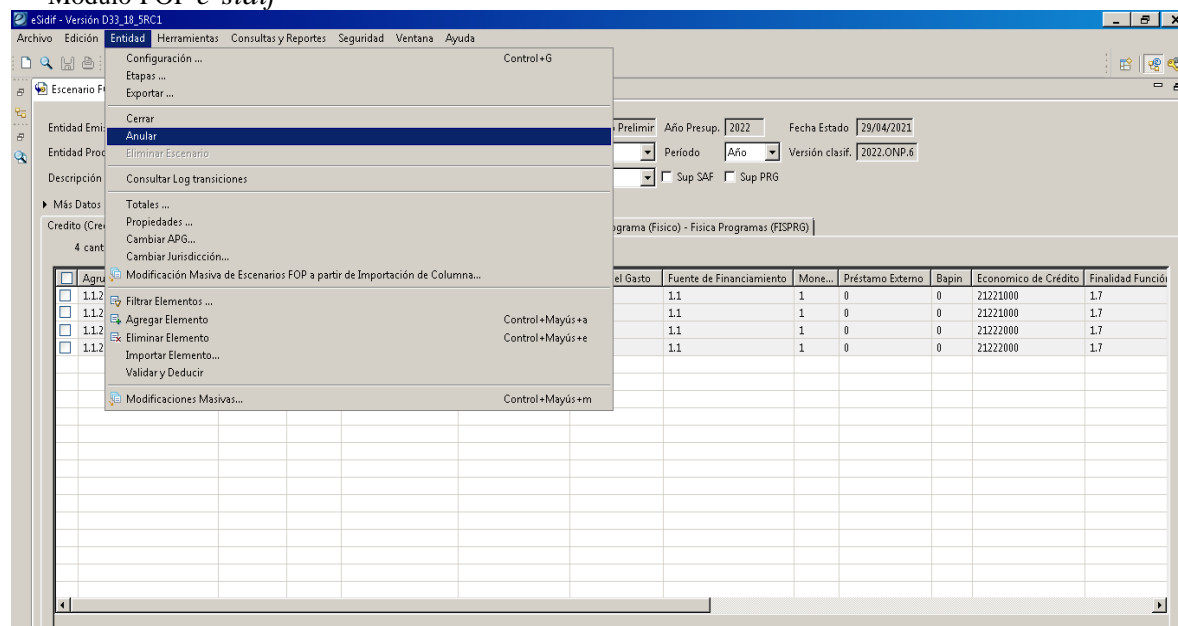 Módulo FOP e-sidif
eSidif - Versión D33_18_5RC1
Archivo Edición Entidad Herramientas Consultas y Reportes Seguridad Ventana Ayuda
Configuración ... Control+G
Etapas ...
Escenario F
Exportar ...
Cerrar
Entidad Emi: Prelimir Año Presup. 2022 Fecha Esta do 29/04/2021
Anular
Entidad Proc Período Año Versión clasif. 2022.ONP.6
Eliminar Escenario
Descripción Sup SAF Sup PRG
Consultar Log transiciones
Más Datos
Totales ...
Credito (Cre
Propiedades ... grama (Fisico) - Fisica Programas (FISPRG)
Cambiar APG...
4 cant
Cambiar Jurisdicción...
Modificación Masiva de Escenarios FOP a partir de Importación de Columna...
Agru el Gasto Fuente de Financiamiento Mone... Préstamo Externo Bapin Economico de Crédito Finalidad Función
1.1.2 1.1 1 0 0 21221000 1.7
Filtrar Elementos ...
1.1.2 1.1 1 0 0 21221000 1.7
Agregar Elemento Control+Mayús+a
1.1.2 1.1 1 0 0 21222000 1.7
Eliminar Elemento Control+Mayús+e
1.1.2 1.1 1 0 0 21222000 1.7
Importar Elemento...
Validar y Deducir
Modificaciones Masivas... Control+Mayús+m